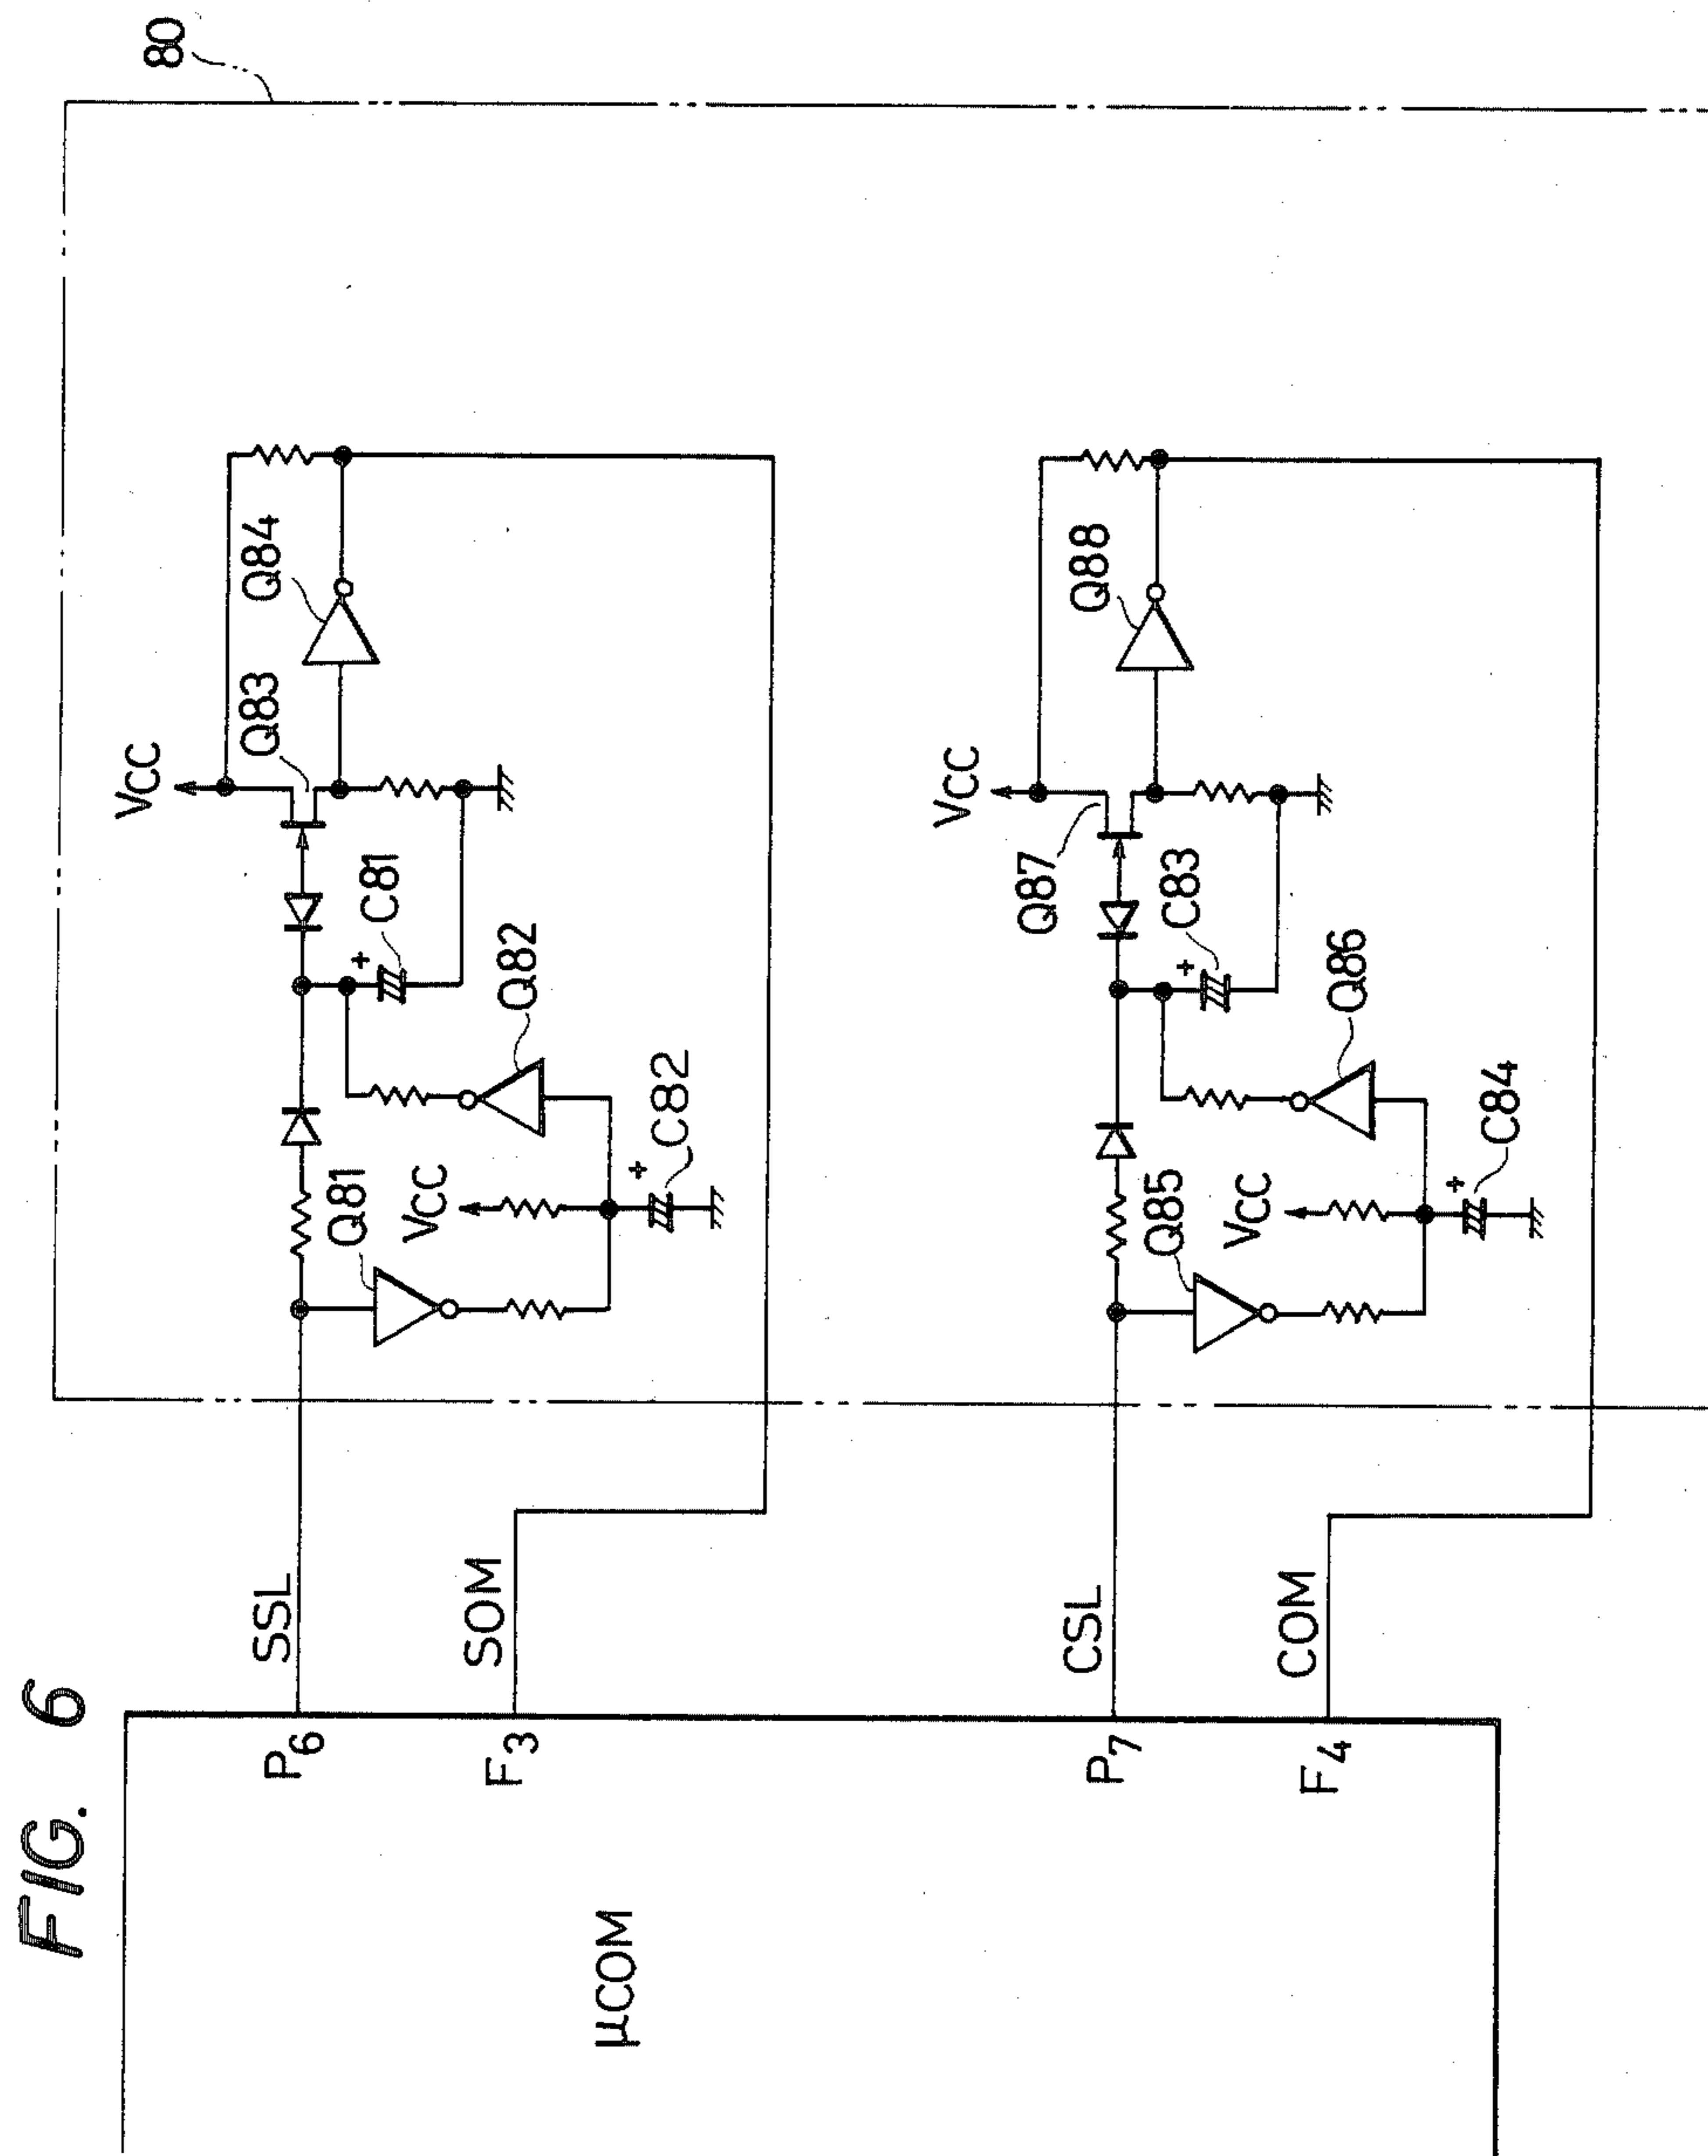 FIG. 6
80
μCOM
P6
SSL
F3
SOM
P7
CSL
F4
COM
Q81
VCC
C82
Q82
C81
VCC
Q83
Q84
Q85
VCC
C84
Q86
C83
Q87
VCC
Q88
+
+
+
+